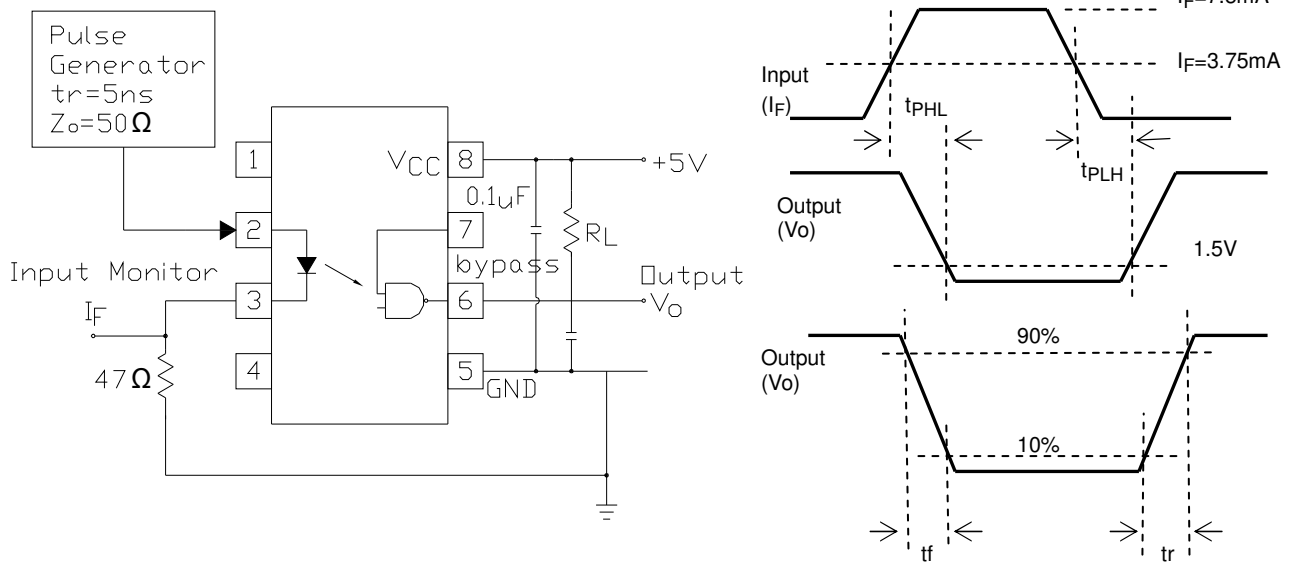 Pulse
Generator
tr=5ns
Zo=50Ω
1
2
3
4
VCC 8
7
6
5
GND
0.1uF
bypass
RL
+5V
Output
Vo
Input Monitor
IF
47Ω
IF=3.75mA
Input
(IF)
tPHL
tPLH
Output
(Vo)
1.5V
Output
(Vo)
90%
10%
tf
tr